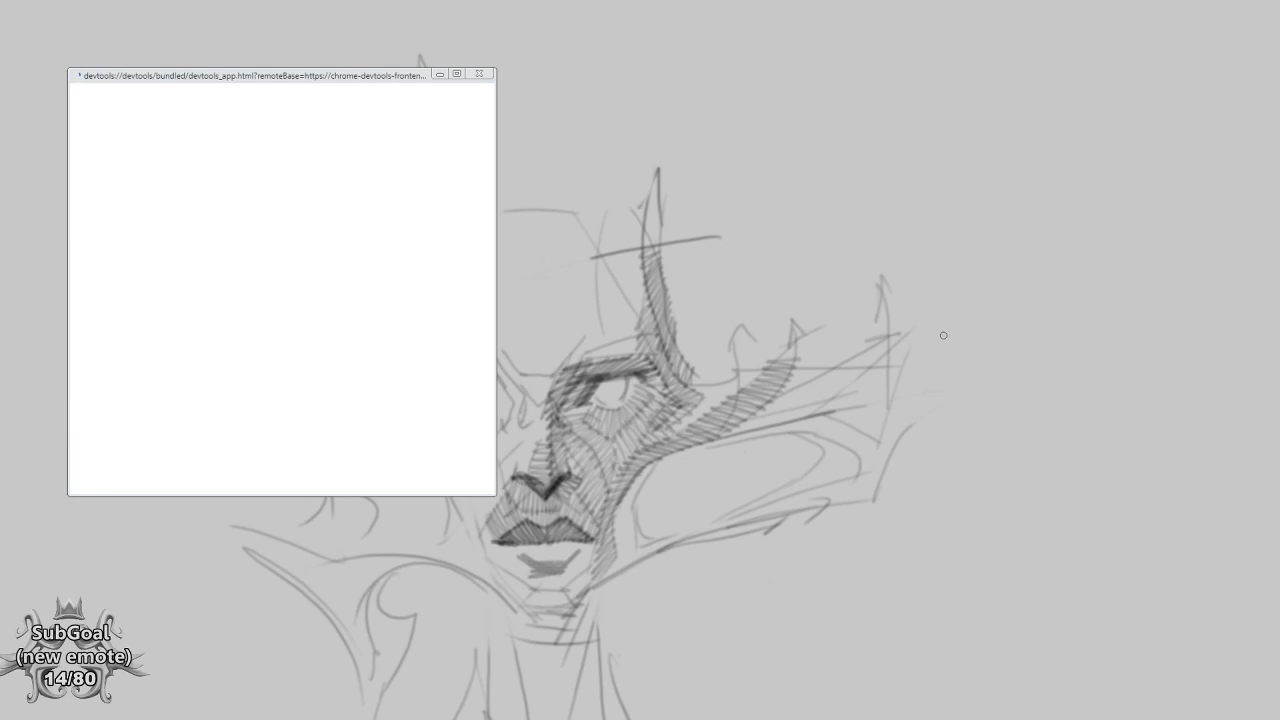 devtools://devtools/bundled/devtools_app.html?remoteBase=https://chrome-devtools-fronten...
SubGoal
(new emote)
14/80